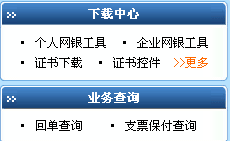 >> 下载中心
· 个人网银工具 · 企业网银工具
· 证书下载 · 证书控件 >>更多
>> 业务查询
· 回单查询 · 支票保付查询